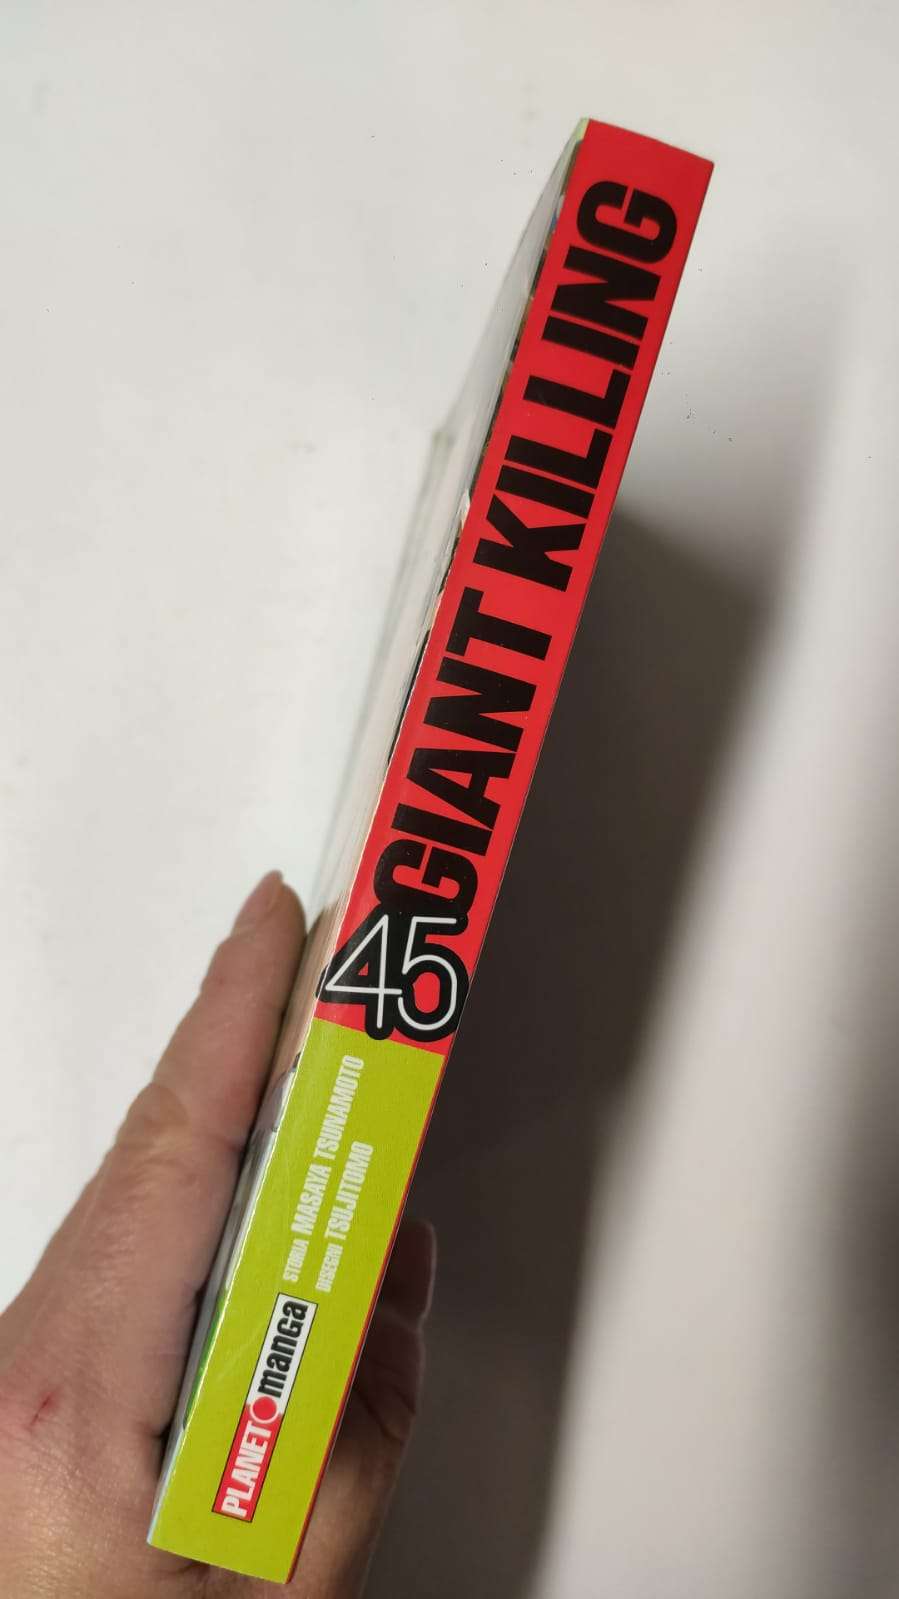 GIANT KILLING
45
STORIA MASAYA TSUNAMOTO
DISEGNI TSUJITOMO
PLANET manga